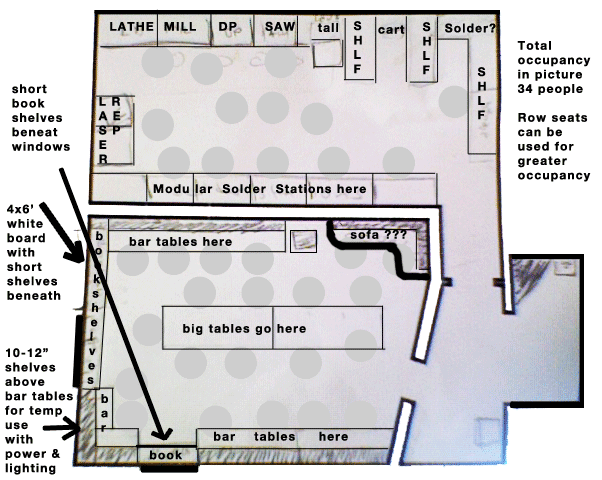 LATHE MILL DP SAW tall SHLF cart SHLF Solder?
SHLF
Total
occupancy
in picture
34 people
Row seats
can be
used for
greater
occupancy
short
book
shelves
beneat
windows
LASER
REP
Modular Solder Stations here
4x6'
white
board
with
short
shelves
beneath
bookshelves
bar tables here
sofa ???
big tables go here
10-12"
shelves
above
bar tables
for temp
use
with
power &
lighting
bar
bar tables here
book